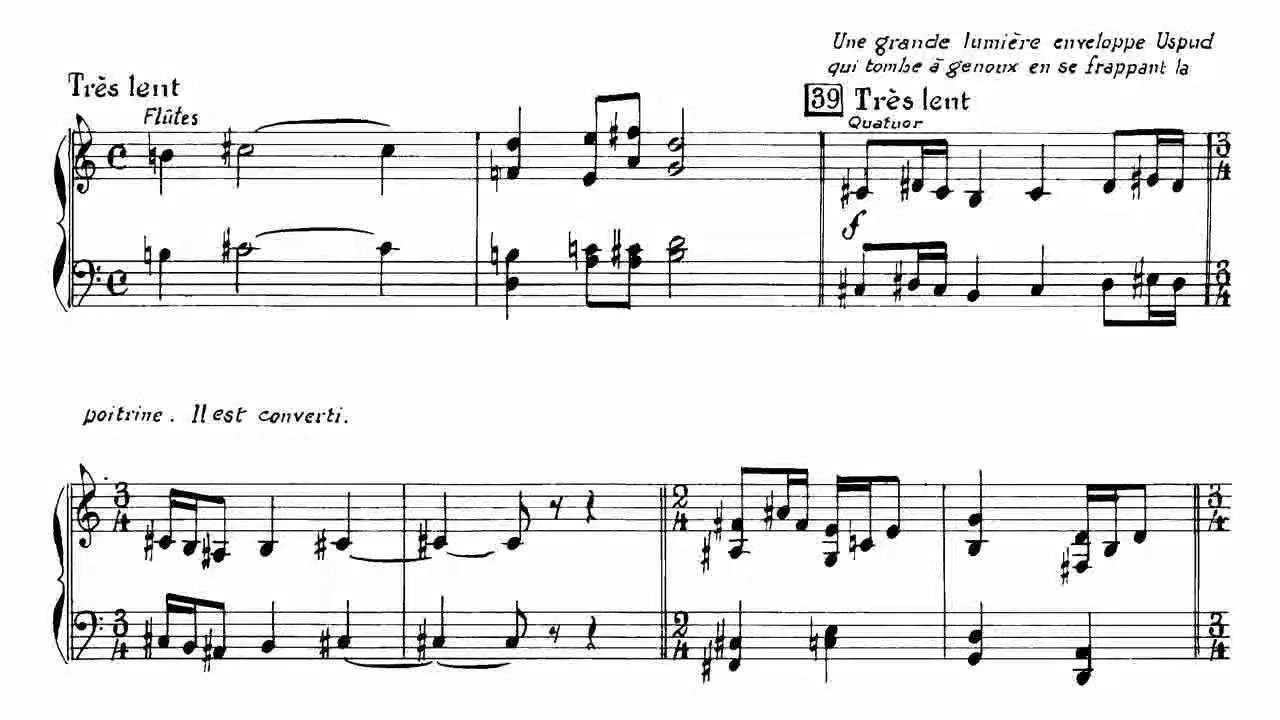 Une grande lumière enveloppe Uspud
qui tombe à genoux en se frappant la
Très lent
39 Très lent
Flûtes
Quatuor
f
poitrine. Il est converti.